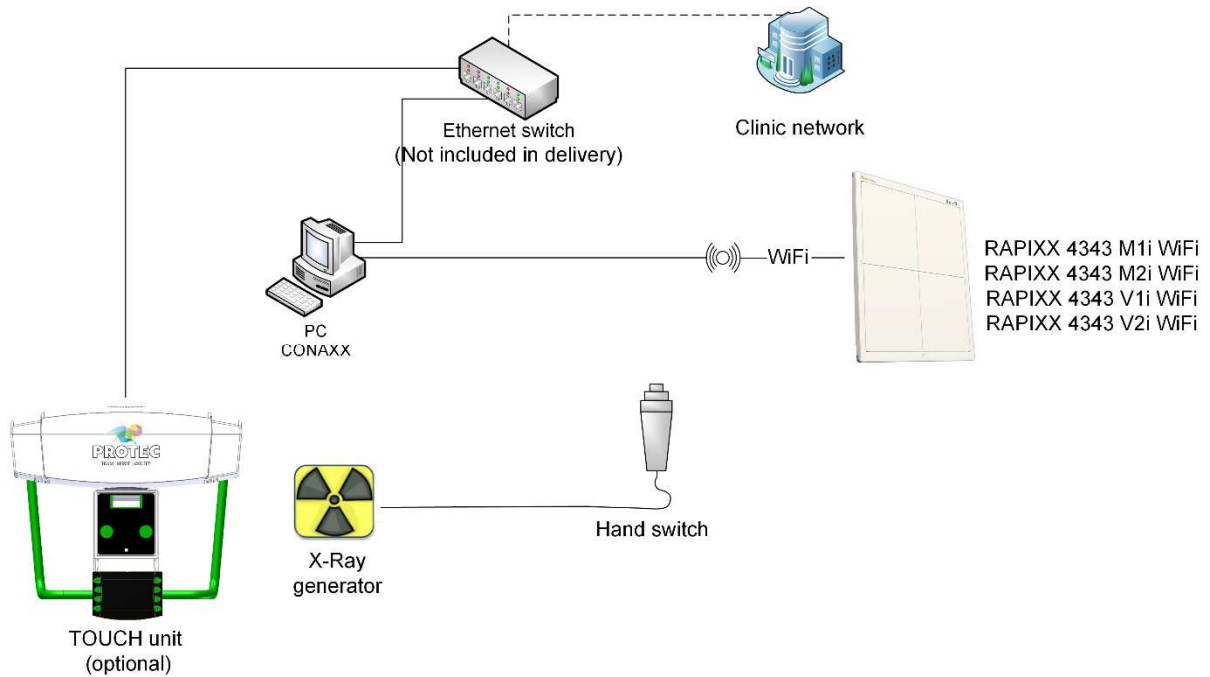 Ethernet switch
(Not included in delivery)
Clinic network
WiFi
RAPIXX 4343 M1i WiFi
RAPIXX 4343 M2i WiFi
RAPIXX 4343 V1i WiFi
RAPIXX 4343 V2i WiFi
PC
CONAXX
PROTEC
Hand switch
X-Ray
generator
TOUCH unit
(optional)